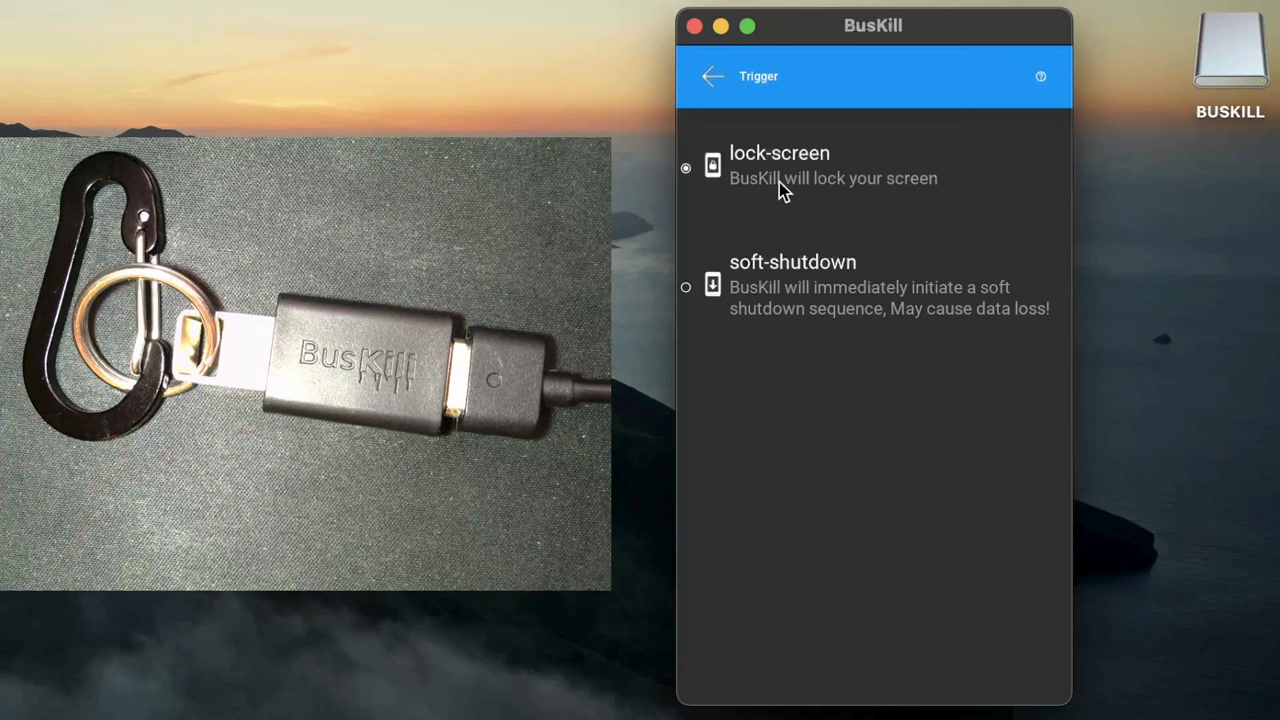 BusKill
Trigger
lock-screen
BusKill will lock your screen
soft-shutdown
BusKill will immediately initiate a soft
shutdown sequence, May cause data loss!
BUSKILL
BusKill